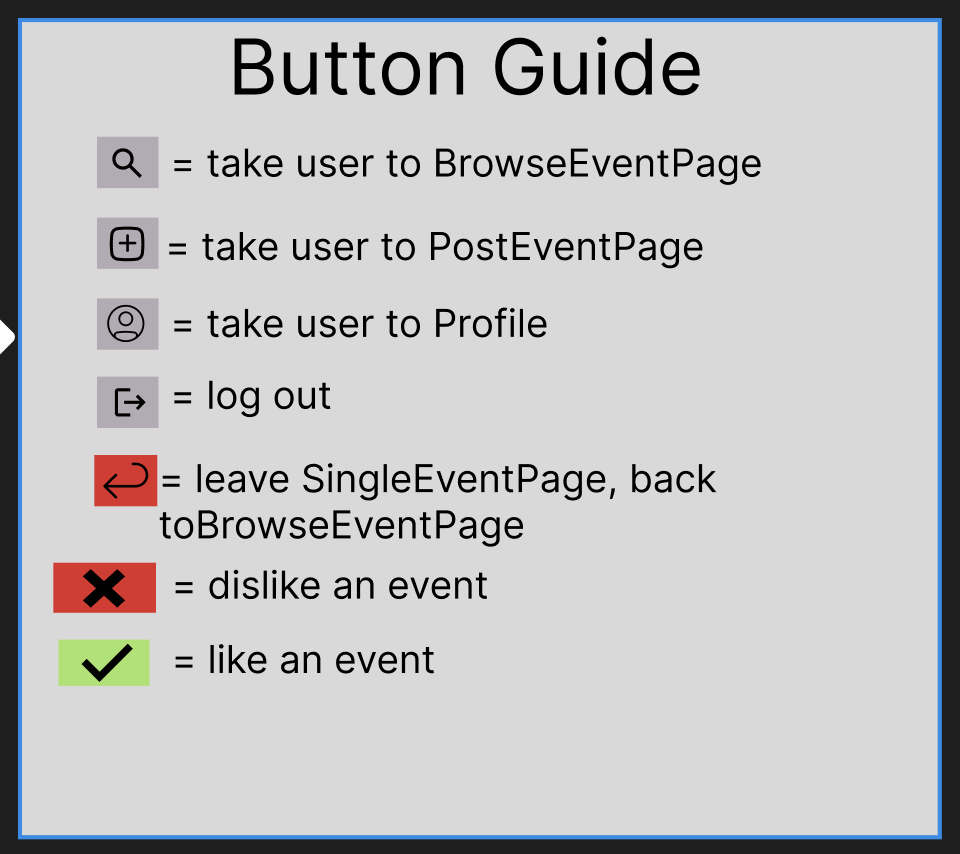 Button Guide
= take user to BrowseEventPage
= take user to PostEventPage
= take user to Profile
= log out
= leave SingleEventPage, back
toBrowseEventPage
= dislike an event
= like an event